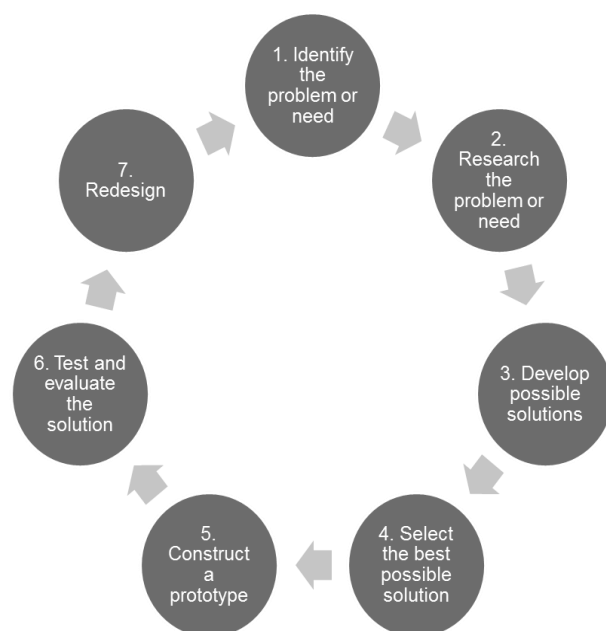 1. Identify
the
problem or
need
2.
Research
the
problem or
need
3. Develop
possible
solutions
4. Select
the best
possible
solution
5.
Construct
a
prototype
6. Test and
evaluate
the
solution
7.
Redesign